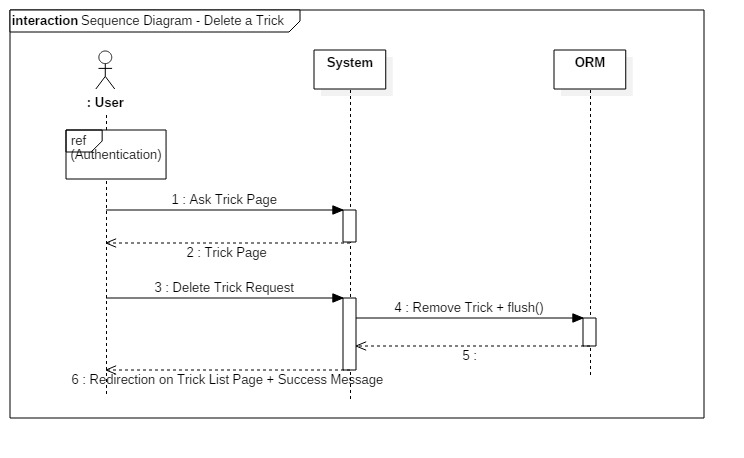 interaction Sequence Diagram - Delete a Trick
System
ORM
: User
ref
(Authentication)
1 : Ask Trick Page
2 : Trick Page
3 : Delete Trick Request
4 : Remove Trick + flush()
5 :
6 : Redirection on Trick List Page + Success Message